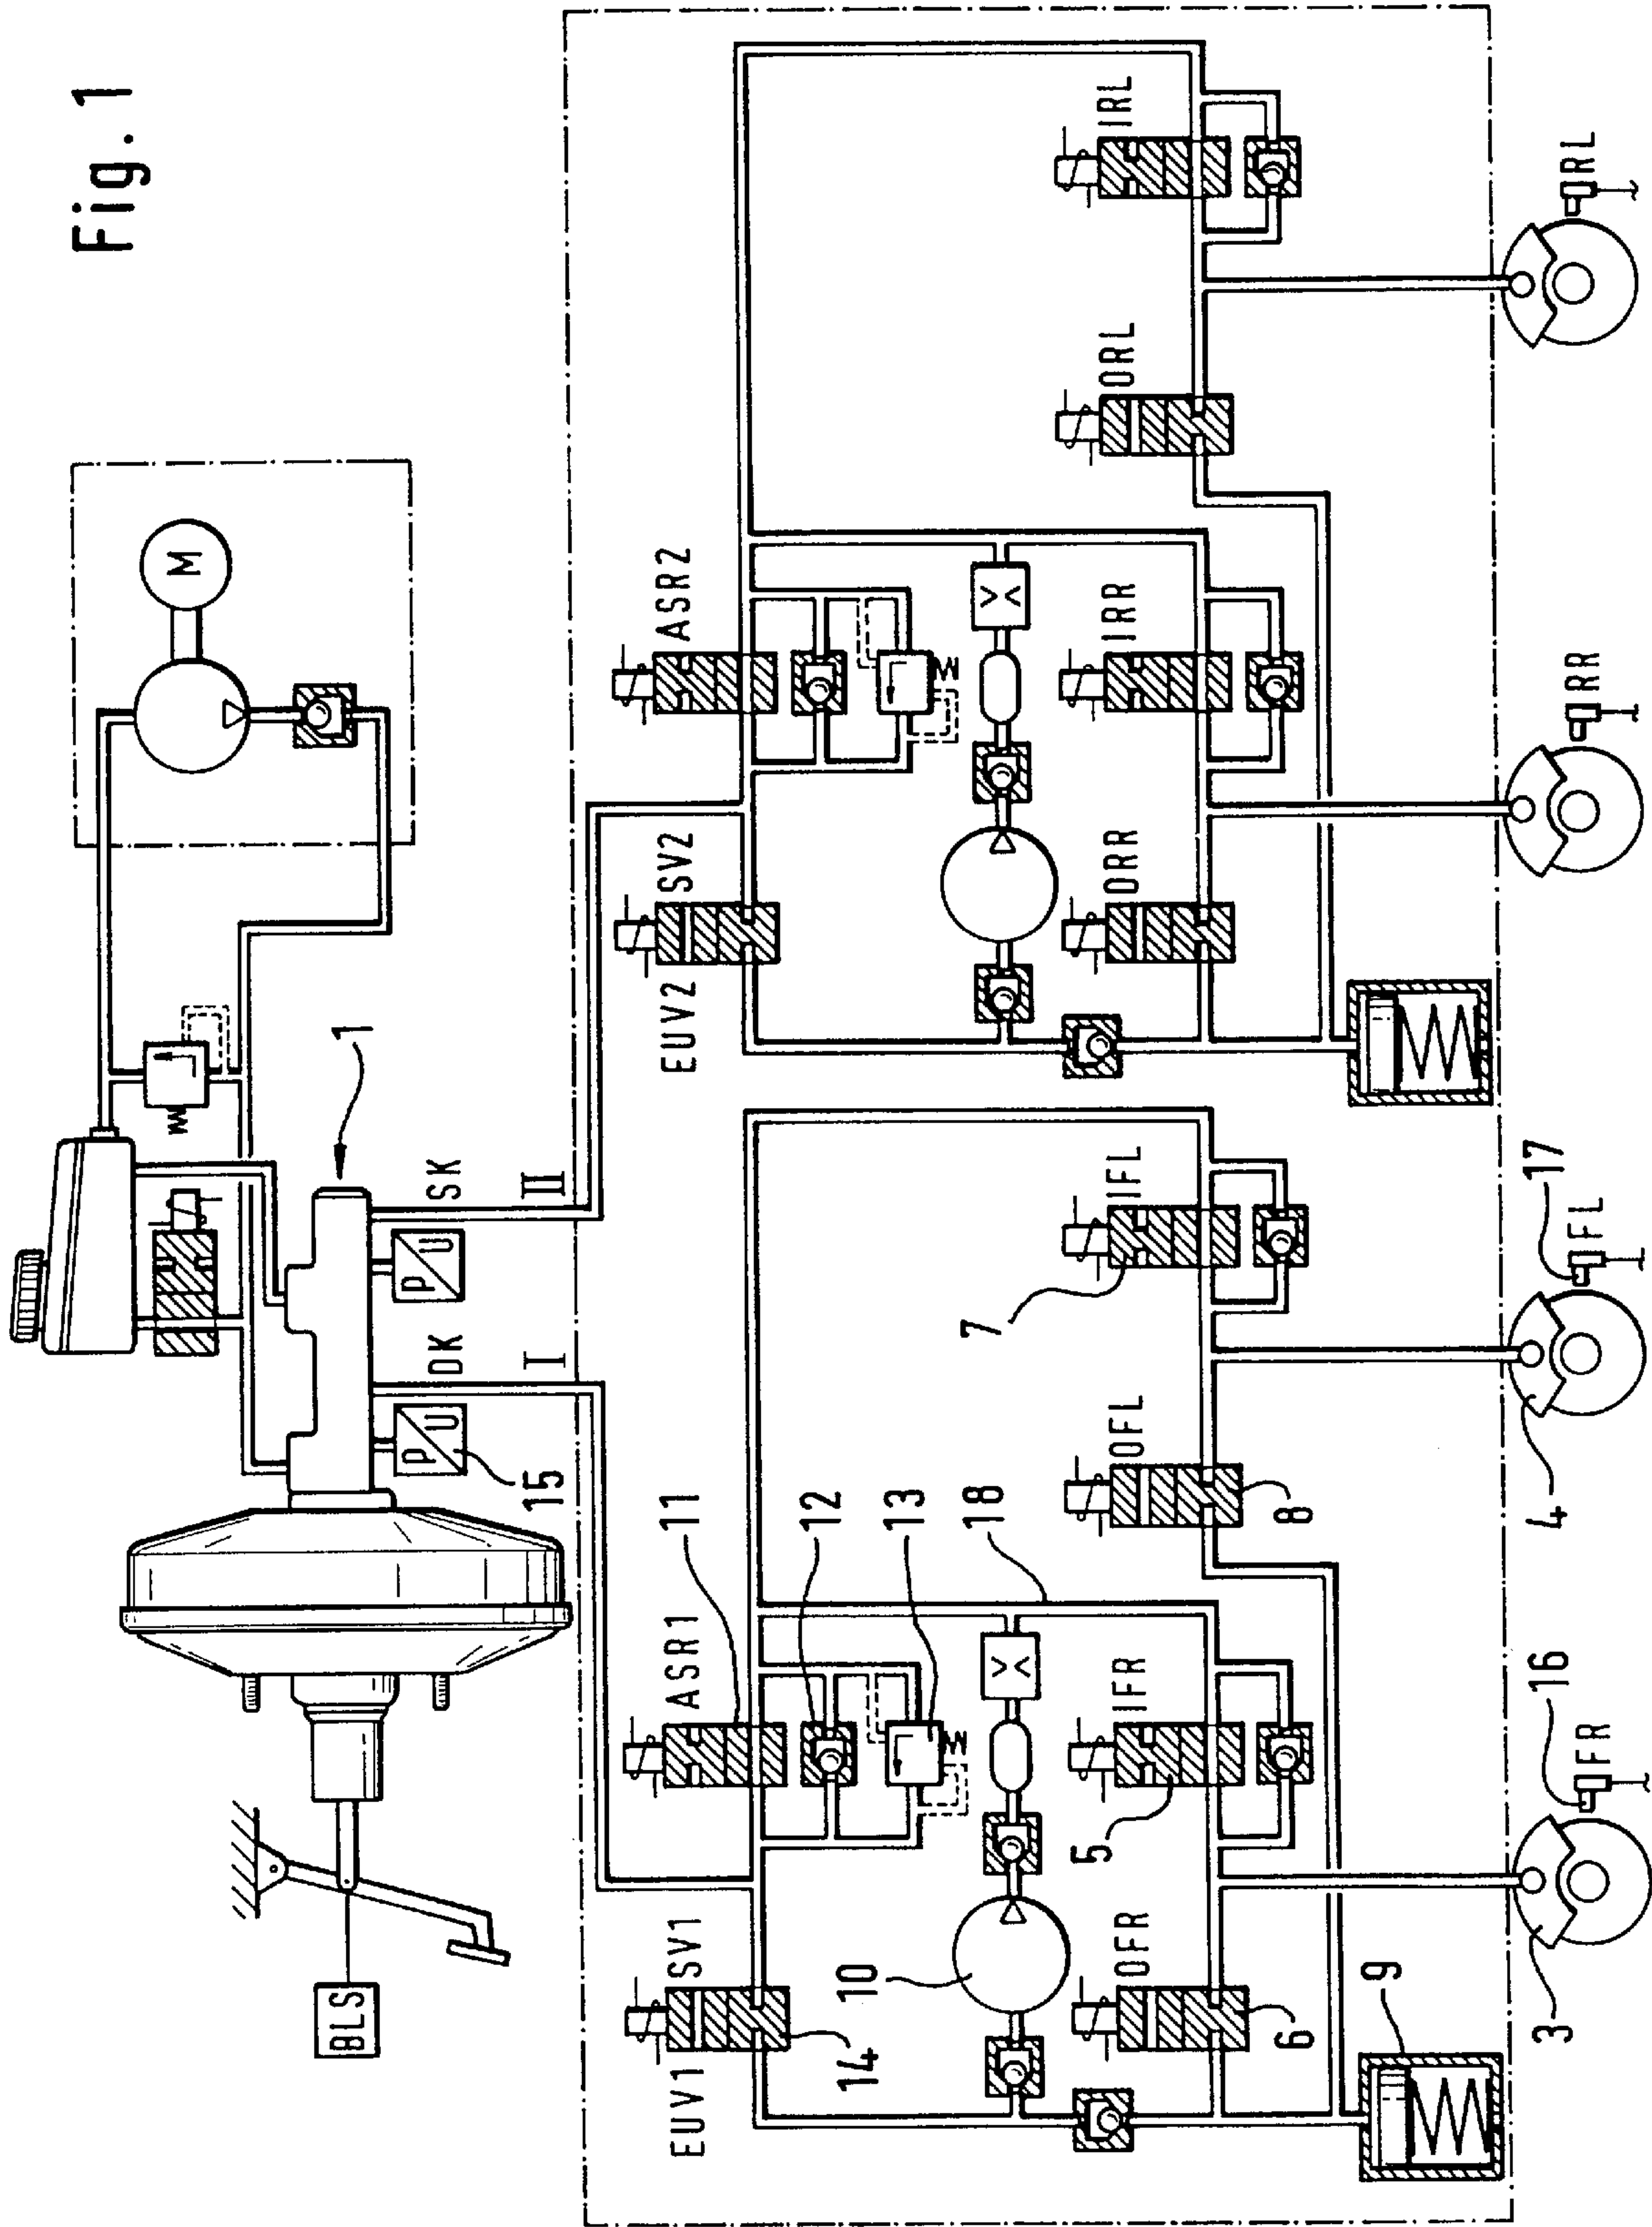 Fig. 1
M
1
SK
II
DK
I
P
U
P
U
15
BLS
ASR2
SV2
EUV2
IRL
ORL
IRR
ORR
ASR1
11
12
13
18
SV1
EUV1
14
10
IFL
7
OFL
8
IFR
5
OFR
6
9
RL
RR
17
FL
4
16
FR
3